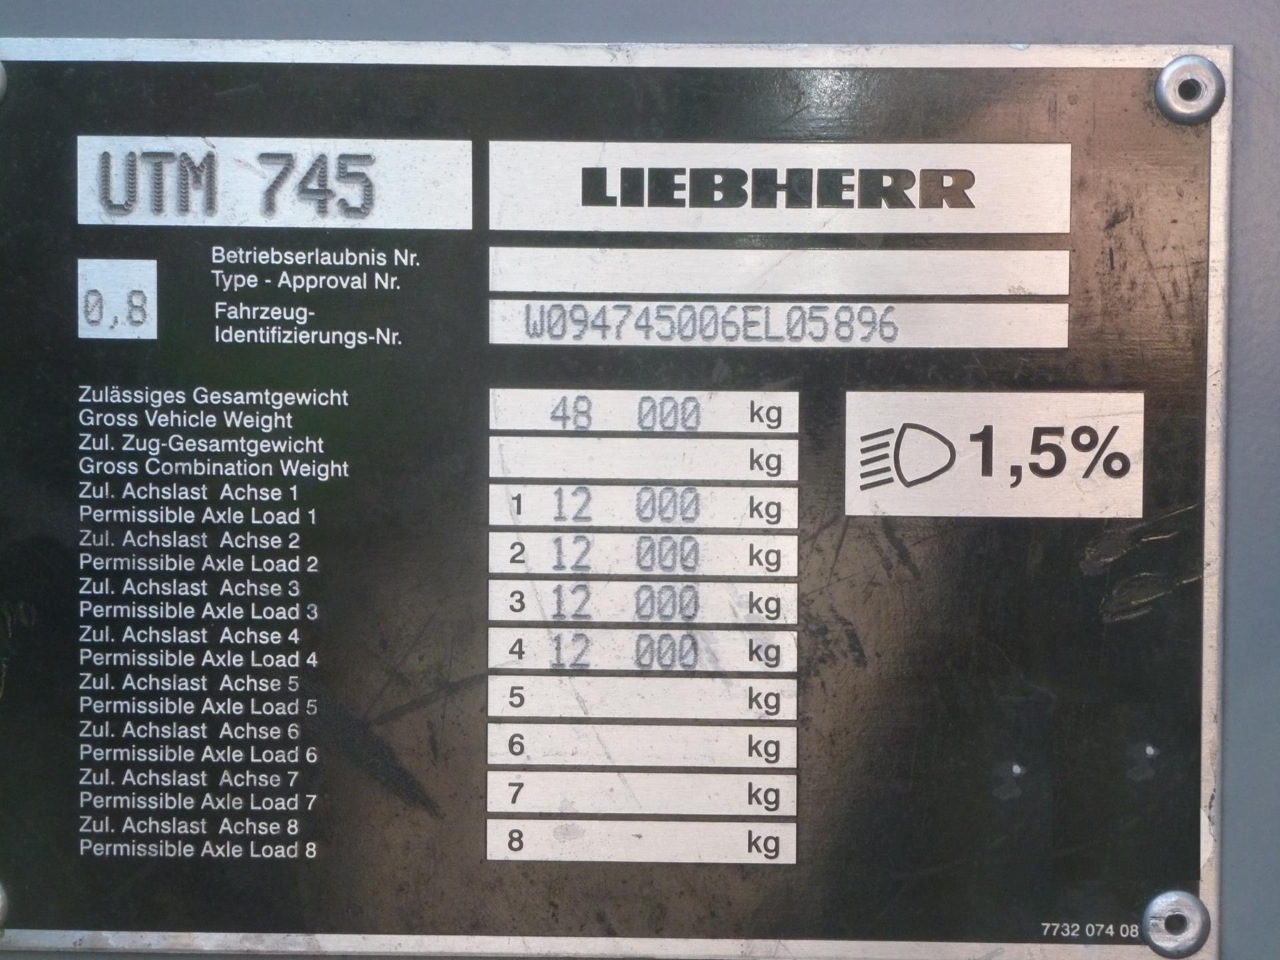 UTM 745
LIEBHERR
Betriebserlaubnis Nr.
Type - Approval Nr.
0,8
Fahrzeug-
Identifizierungs-Nr.
W094745006EL05896
Zulässiges Gesamtgewicht
Gross Vehicle Weight
48 000 kg
Zul. Zug-Gesamtgewicht
Gross Combination Weight
kg
1,5%
Zul. Achslast Achse 1
Permissible Axle Load 1
1 12 000 kg
Zul. Achslast Achse 2
Permissible Axle Load 2
2 12 000 kg
Zul. Achslast Achse 3
Permissible Axle Load 3
3 12 000 kg
Zul. Achslast Achse 4
Permissible Axle Load 4
4 12 000 kg
Zul. Achslast Achse 5
Permissible Axle Load 5
5 kg
Zul. Achslast Achse 6
Permissible Axle Load 6
6 kg
Zul. Achslast Achse 7
Permissible Axle Load 7
7 kg
Zul. Achslast Achse 8
Permissible Axle Load 8
8 kg
7732 074 08